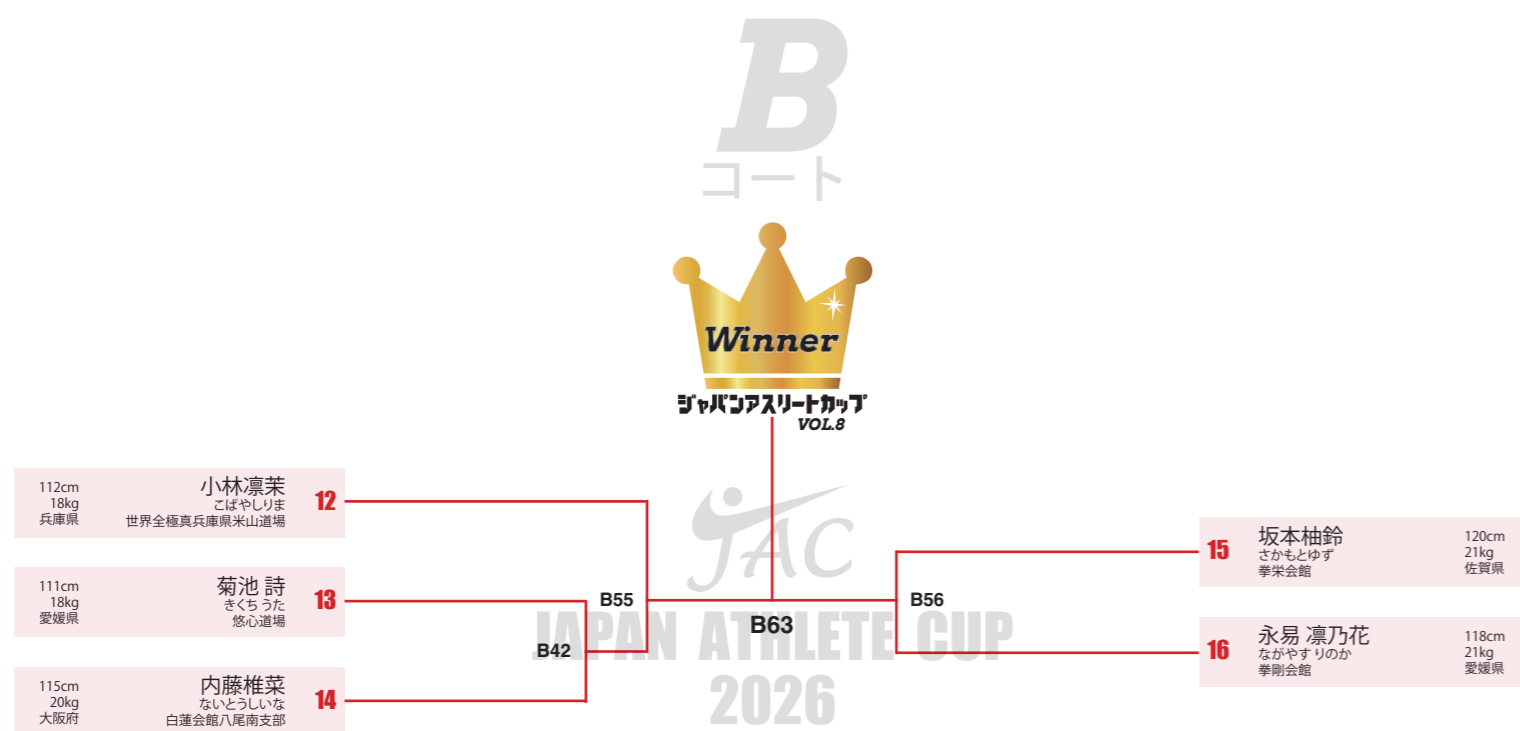 B
コート
Winner
ジャパンアスリートカップ
VOL.8
112cm
18kg
兵庫県
小林凛茉
こばやしりま
世界全極真兵庫県米山道場
12
111cm
18kg
愛媛県
菊池 詩
きくち うた
悠心道場
13
115cm
20kg
大阪府
内藤椎菜
ないとうしいな
白蓮会館八尾南支部
14
B42
B55
B63
B56
JAC
JAPAN ATHLETE CUP
2026
15
坂本柚鈴
さかもとゆず
拳栄会館
120cm
21kg
佐賀県
16
永易 凛乃花
ながやす りのか
拳剛会館
118cm
21kg
愛媛県